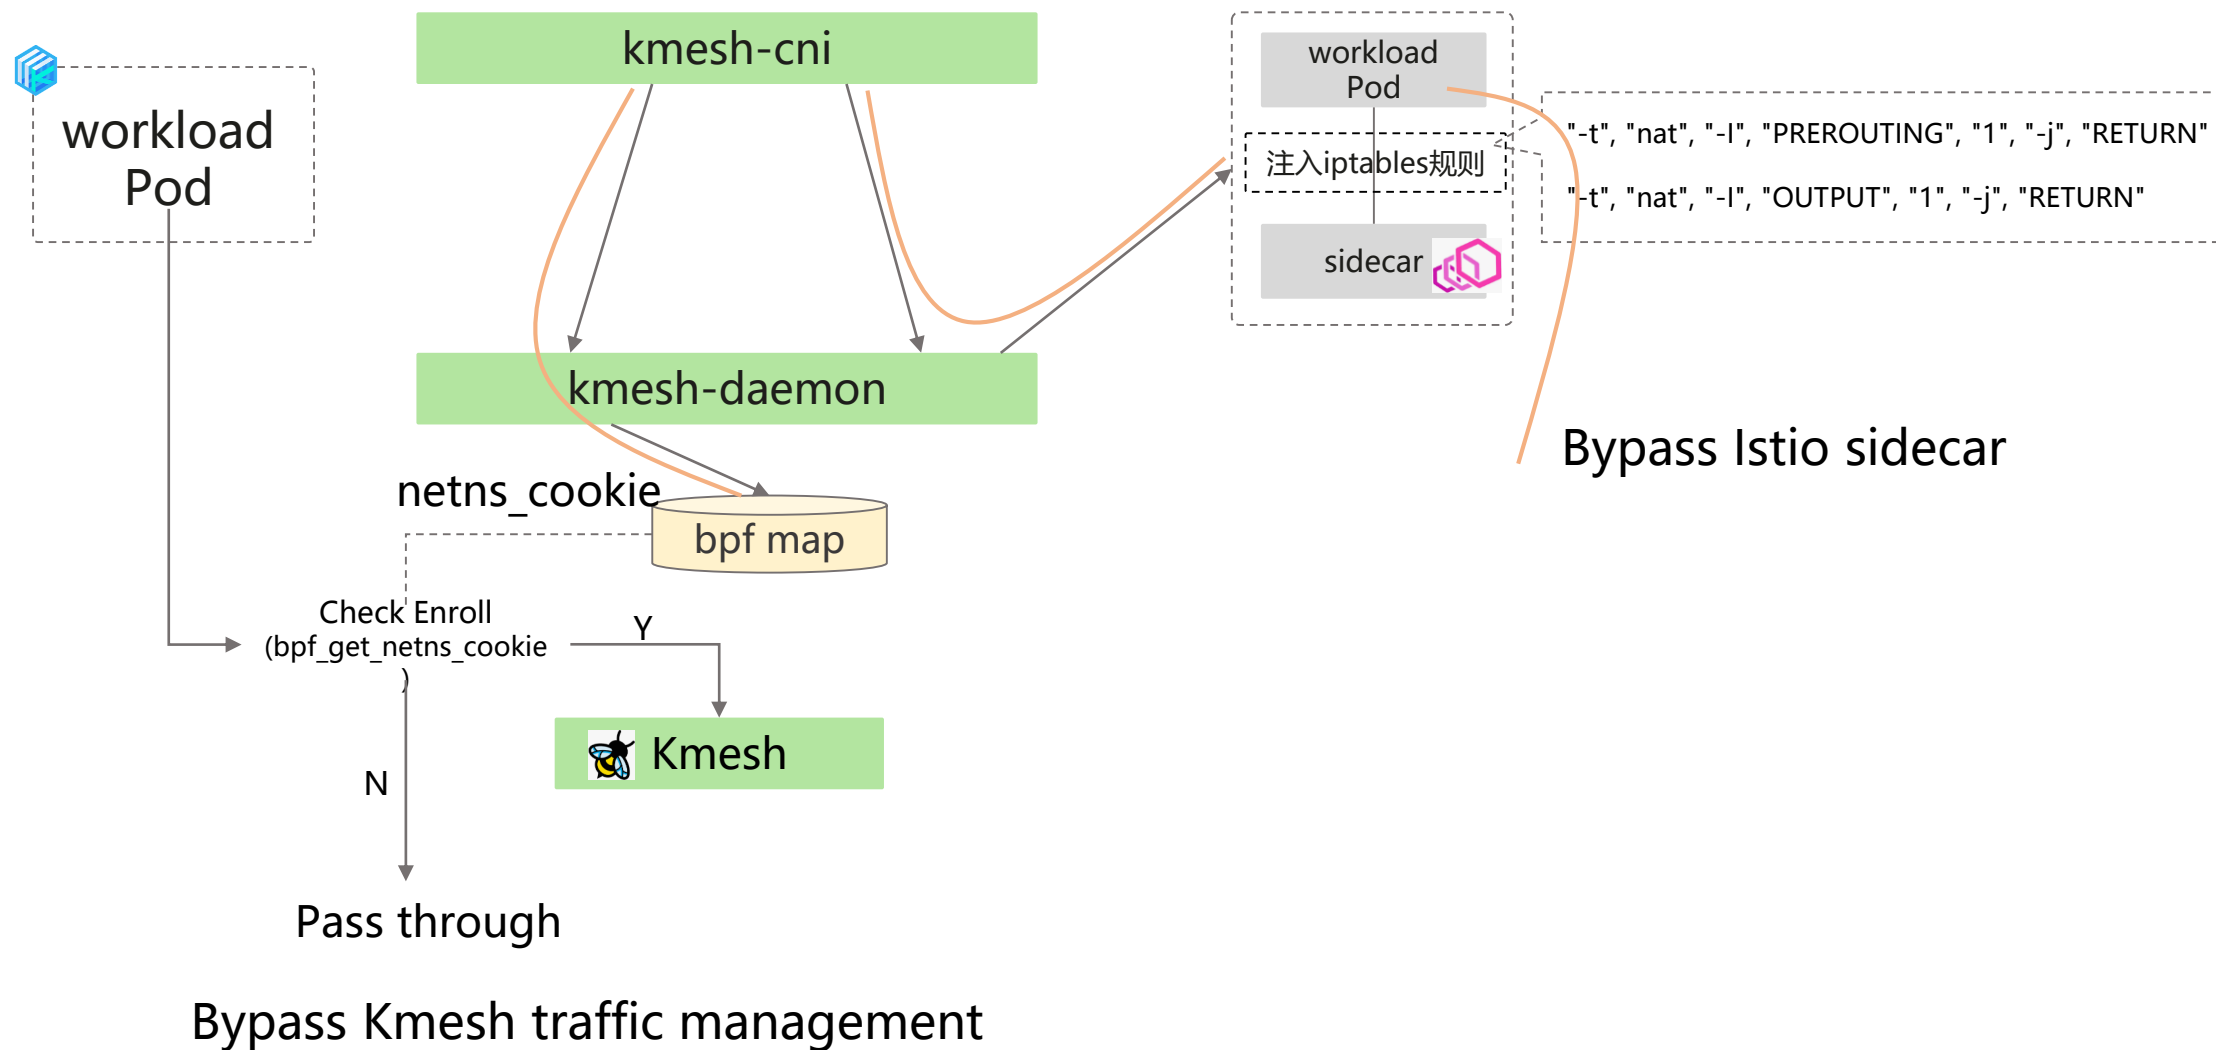 kmesh-cni
workload
Pod
workload
Pod
"-t", "nat", "-I", "PREROUTING", "1", "-j", "RETURN"
注入iptables规则
"-t", "nat", "-I", "OUTPUT", "1", "-j", "RETURN"
sidecar
kmesh-daemon
Bypass Istio sidecar
netns_cookie
bpf map
Check Enroll
(bpf_get_netns_cookie
)
Y
Kmesh
N
Pass through
Bypass Kmesh traffic management